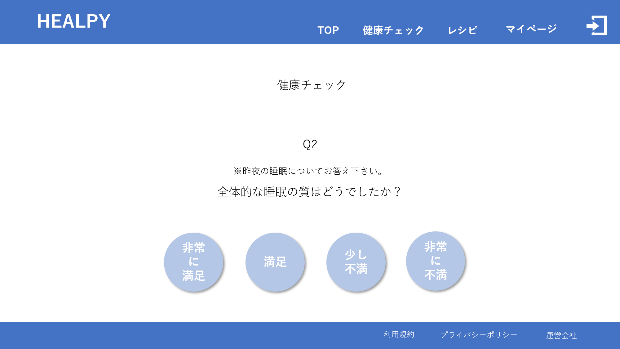 HEALPY
TOP 健康チェック レシピ マイページ
健康チェック
Q2
※昨夜の睡眠についてお答え下さい。
全体的な睡眠の質はどうでしたか？
非常
に
満足
満足
少し
不満
非常
に
不満
利用規約 プライバシーポリシー 運営会社